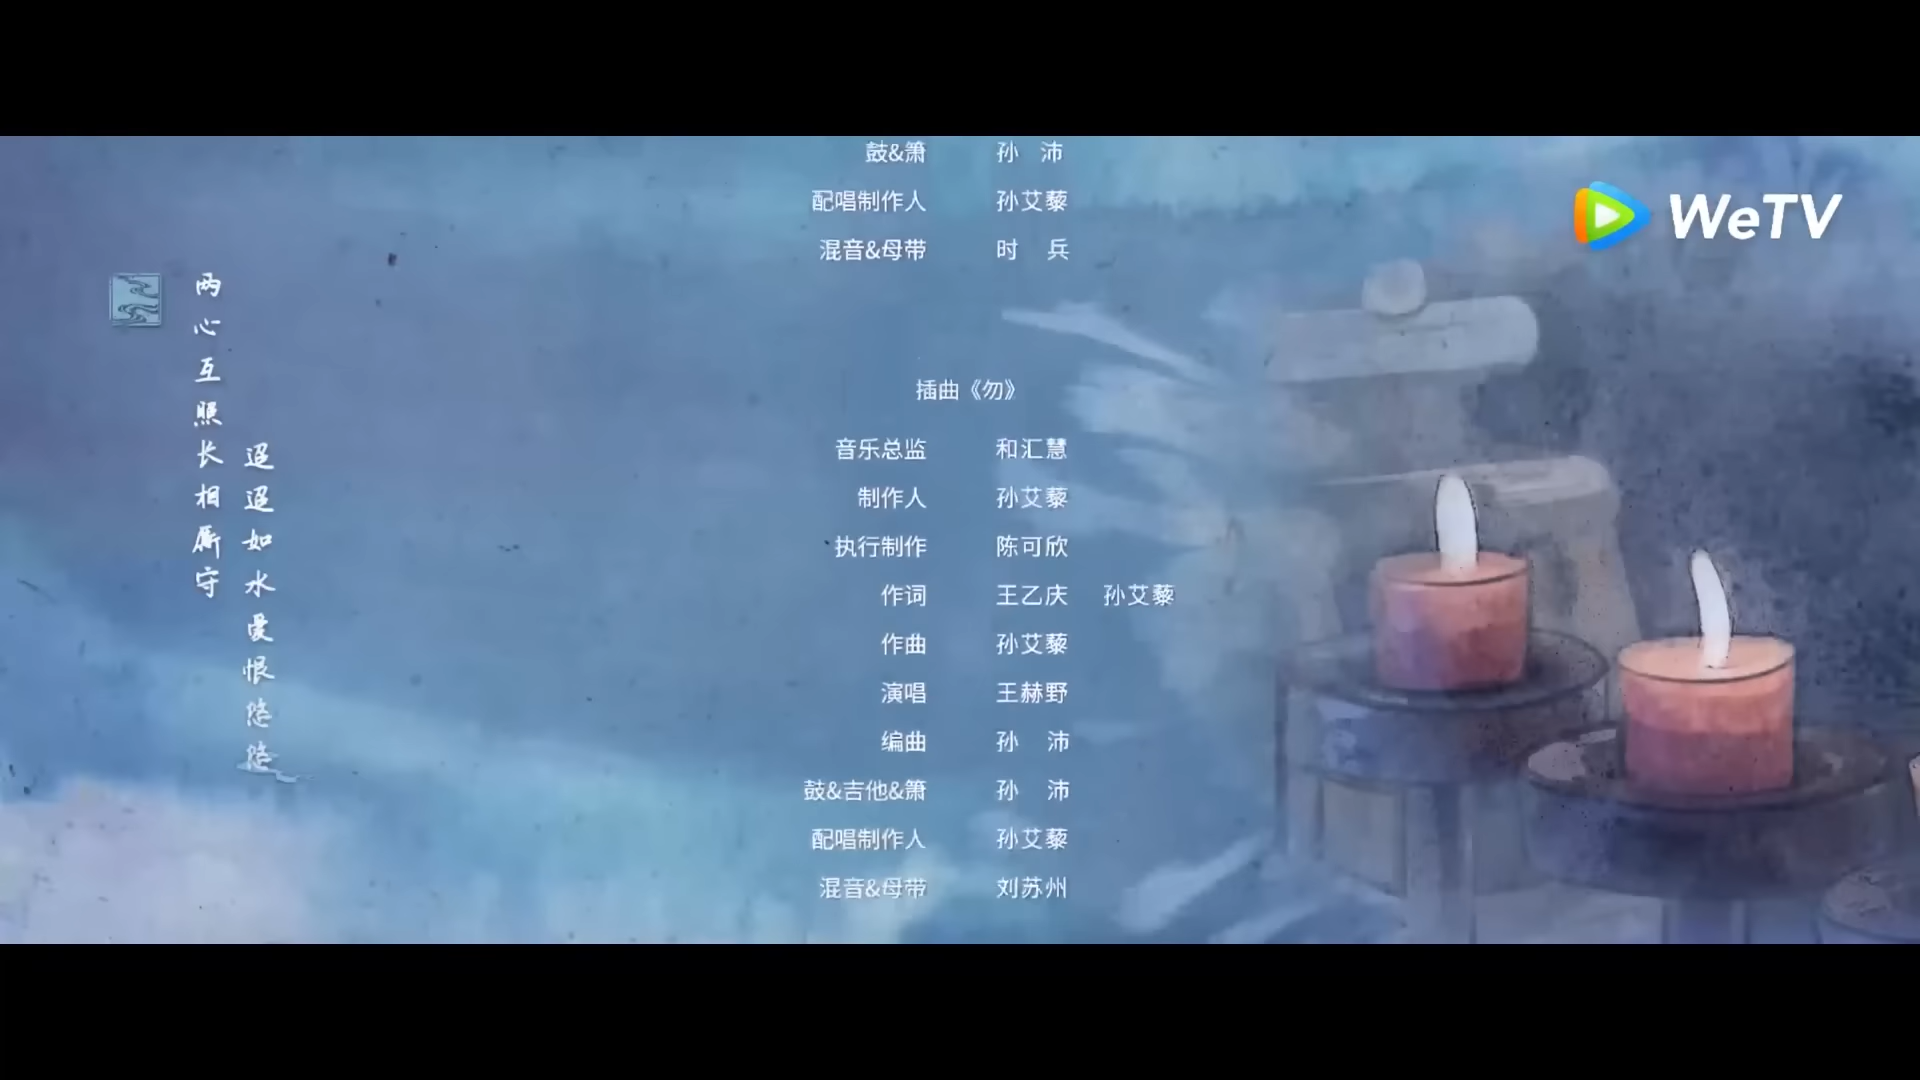 鼓&箫 孙 沛
配唱制作人 孙艾藜
混音&母带 时 兵
WeTV
两心互照长相厮守
迢迢如水爱恨悠悠
插曲《勿》
音乐总监 和汇慧
制作人 孙艾藜
执行制作 陈可欣
作词 王乙庆 孙艾藜
作曲 孙艾藜
演唱 王赫野
编曲 孙 沛
鼓&吉他&箫 孙 沛
配唱制作人 孙艾藜
混音&母带 刘苏州